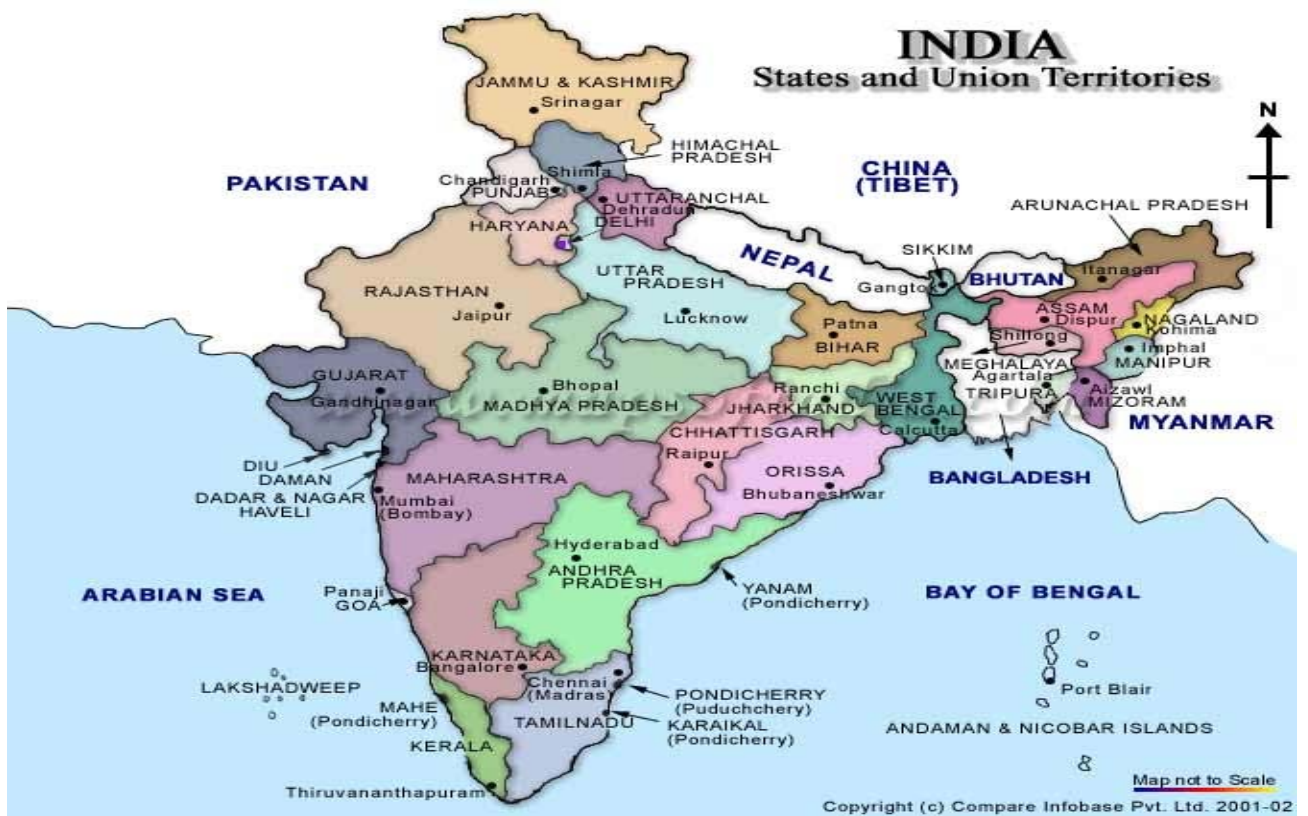 INDIA
States and Union Territories
N
JAMMU & KASHMIR
Srinagar
HIMACHAL
PRADESH
PAKISTAN
CHINA
(TIBET)
Shimla
Chandigarh
PUNJAB
UTTARANCHAL
Dehradun
DELHI
HARYANA
ARUNACHAL PRADESH
NEPAL
SIKKIM
Gangtok
BHUTAN
Itanagar
UTTAR
PRADESH
Lucknow
RAJASTHAN
Jaipur
ASSAM
Dispur
NAGALAND
Kohima
Patna
BIHAR
Shillong
MEGHALAYA
Imphal
MANIPUR
Agartala
TRIPURA
Aizawl
MIZORAM
MYANMAR
GUJARAT
Gandhinagar
Bhopal
MADHYA PRADESH
Ranchi
JHARKHAND
WEST
BENGAL
Calcutta
CHHATTISGARH
Raipur
ORISSA
Bhubaneshwar
BANGLADESH
DIU
DAMAN
DADAR & NAGAR
HAVELI
MAHARASHTRA
Mumbai
(Bombay)
Hyderabad
ANDHRA
PRADESH
YANAM
(Pondicherry)
ARABIAN SEA
BAY OF BENGAL
Panaji
GOA
KARNATAKA
Bangalore
LAKSHADWEEP
MAHE
(Pondicherry)
Chennai
(Madras)
TAMILNADU
PONDICHERRY
(Puduchchery)
KARAIKAL
(Pondicherry)
KERALA
Thiruvananthapuram
Port Blair
ANDAMAN & NICOBAR ISLANDS
Map not to Scale
Copyright (c) Compare Infobase Pvt. Ltd. 2001-02